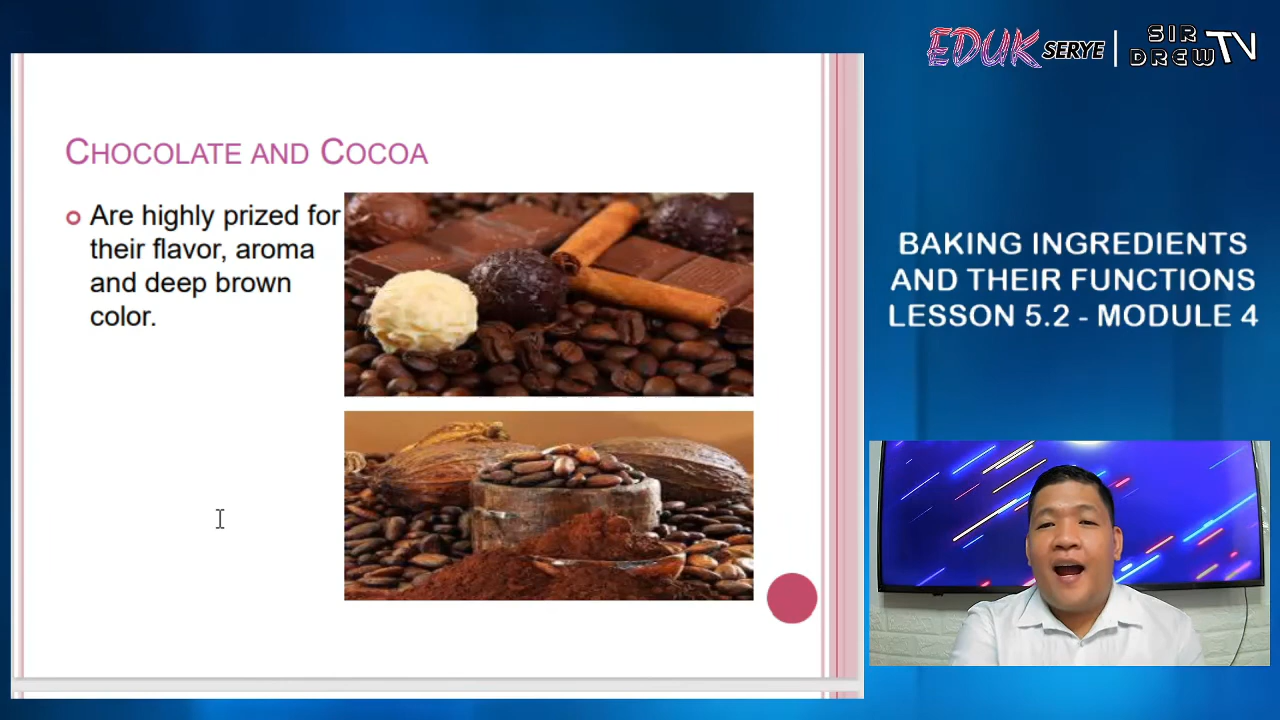 EDUK SERYE | SIR DREW TV
CHOCOLATE AND COCOA
Are highly prized for
their flavor, aroma
and deep brown
color.
BAKING INGREDIENTS
AND THEIR FUNCTIONS
LESSON 5.2 - MODULE 4